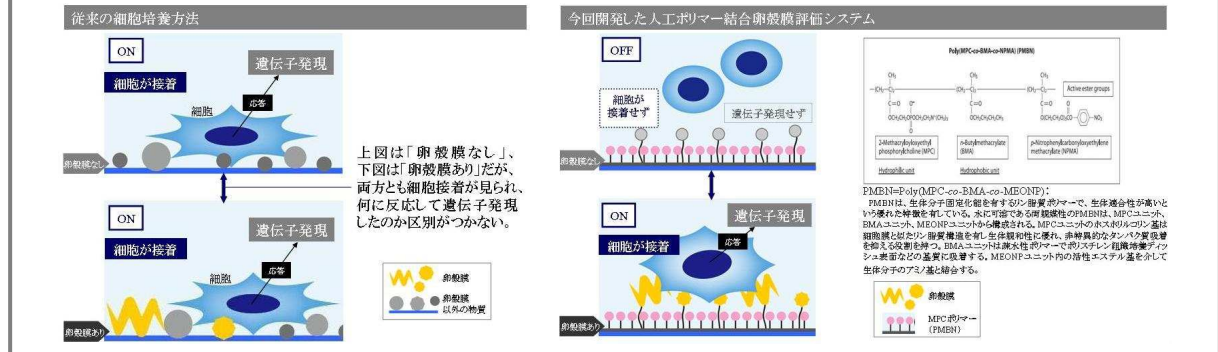 従来の細胞培養方法
ON
細胞が接着
遺伝子発現
応答
細胞
卵殻膜なし
上図は「卵殻膜なし」、
下図は「卵殻膜あり」だが、
両方とも細胞接着が見られ、
何に反応して遺伝子発現
したのか区別がつかない。
ON
細胞が接着
遺伝子発現
応答
細胞
卵殻膜あり
卵殻膜
卵殻膜
以外の物質
今回開発した人工ポリマー結合卵殻膜評価システム
OFF
細胞が
接着せず
遺伝子発現せず
卵殻膜なし
ON
細胞が接着
遺伝子発現
応答
卵殻膜あり
Poly(MPC-co-BMA-co-NPMA) (PMBN)
CH₃ CH₃ CH₃
Active ester groups
2-Methacryloyloxyethyl
phosphorylcholine (MPC)
n-Butylmethacrylate
(BMA)
p-Nitrophenylcarbonyloxyethylene
methacrylate (NPMA)
Hydrophilic unit
Hydrophobic unit
PMBN=Poly(MPC-co-BMA-co-MEONP):
PMBNは、生体分子固定化能を有するリン脂質ポリマーで、生体適合性が高いと
いう優れた特徴を有している。水に可溶である両親媒性のPMBNは、MPCユニット、
BMAユニット、MEONPユニットから構成される。MPCユニットのホスホリルコリン基は
細胞膜と似たリン脂質構造を有し生体親和性に優れ、非特異的なタンパク質吸着
を抑える役割を持つ。BMAユニットは疎水性ポリマーでポリスチレン組織培養ディッ
シュ表面などの基質に吸着する。MEONPユニット内の活性エステル基を介して
生体分子のアミノ基と結合する。
卵殻膜
MPCポリマー
(PMBN)